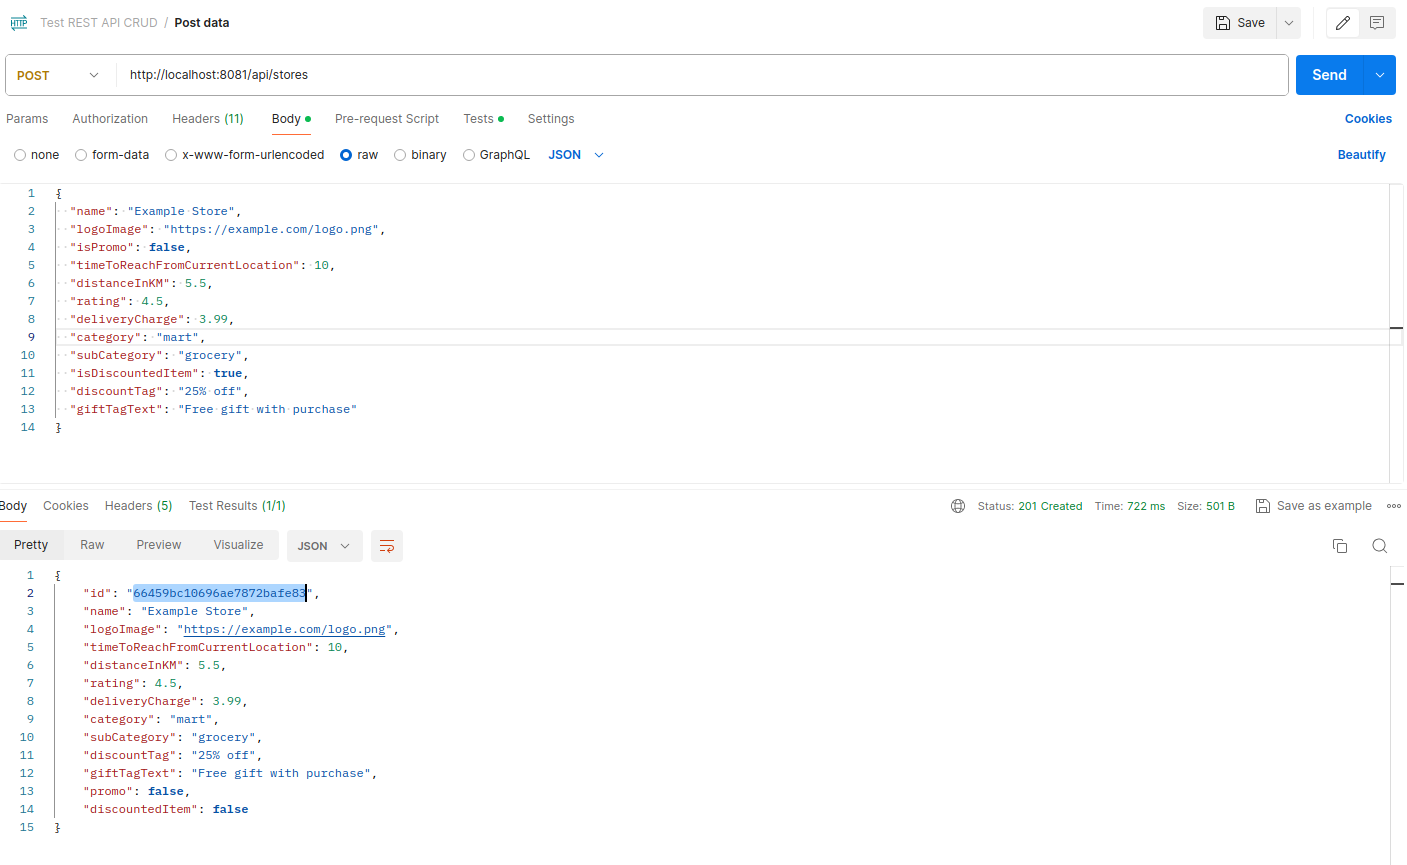 HTTP Test REST API CRUD / Post data Save
POST http://localhost:8081/api/stores Send
Params Authorization Headers (11) Body Pre-request Script Tests Settings Cookies
none form-data x-www-form-urlencoded raw binary GraphQL JSON Beautify
1 {
2 "name": "Example Store",
3 "logoImage": "https://example.com/logo.png",
4 "isPromo": false,
5 "timeToReachFromCurrentLocation": 10,
6 "distanceInKM": 5.5,
7 "rating": 4.5,
8 "deliveryCharge": 3.99,
9 "category": "mart",
10 "subCategory": "grocery",
11 "isDiscountedItem": true,
12 "discountTag": "25% off",
13 "giftTagText": "Free gift with purchase"
14 }
Body Cookies Headers (5) Test Results (1/1) Status: 201 Created Time: 722 ms Size: 501 B Save as example
Pretty Raw Preview Visualize JSON
1 {
2 "id": "66459bc10696ae7872bafe83",
3 "name": "Example Store",
4 "logoImage": "https://example.com/logo.png",
5 "timeToReachFromCurrentLocation": 10,
6 "distanceInKM": 5.5,
7 "rating": 4.5,
8 "deliveryCharge": 3.99,
9 "category": "mart",
10 "subCategory": "grocery",
11 "discountTag": "25% off",
12 "giftTagText": "Free gift with purchase",
13 "promo": false,
14 "discountedItem": false
15 }